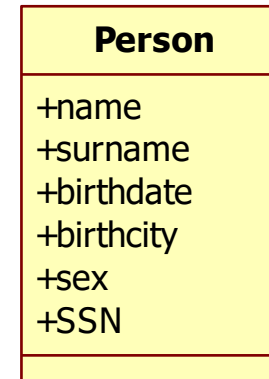 Person
+name
+surname
+birthdate
+birthcity
+sex
+SSN